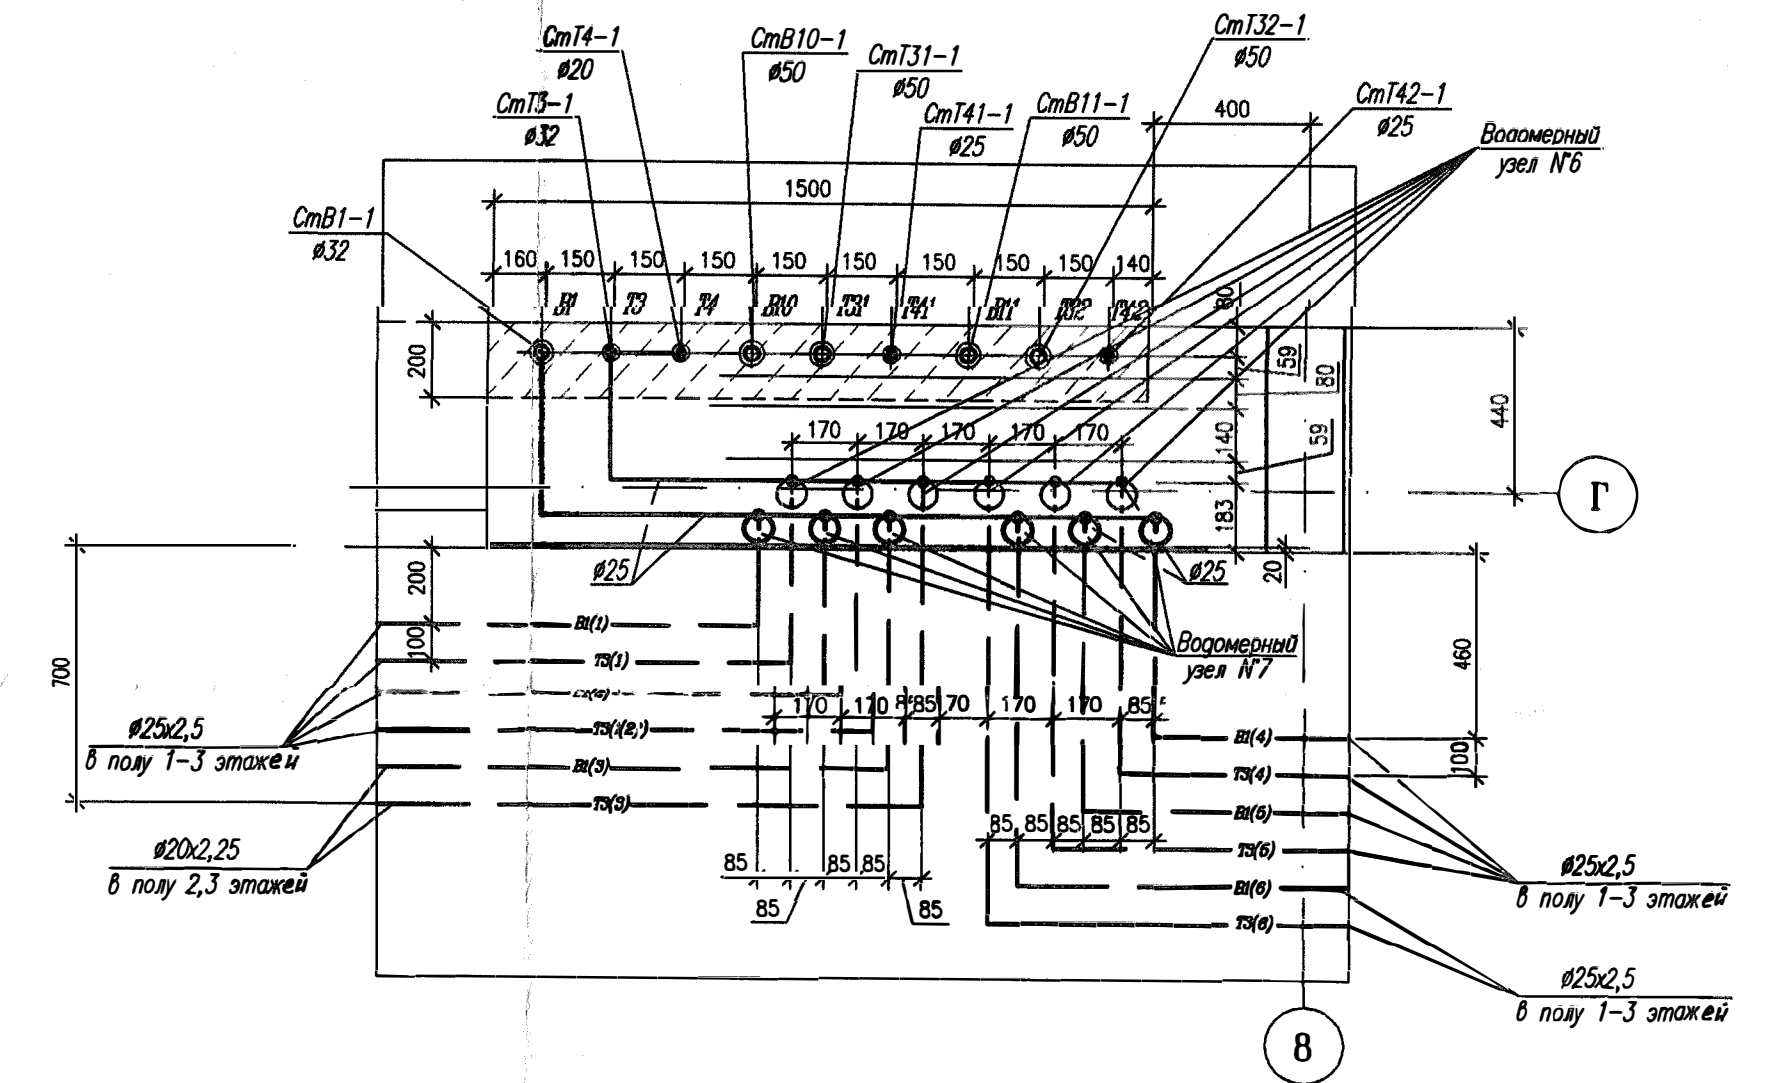 СтТ4-1
ø20
СтВ10-1
ø50
СтТ31-1
ø50
СтТ32-1
ø50
СтТ3-1
ø32
СтТ41-1
ø25
СтВ11-1
ø50
400
СтТ42-1
ø25
Водомерный
узел №6
1500
СтВ1-1
ø32
160 150 150 150 150 150 150 150 150 140
В1 Т3 Т4 В10 Т31 Т41 В11 Т32 Т42
80
200
59
80
440
170 170 170 170 170
140
59
Г
183
ø25
ø25
20
200
100
700
В1(1)
Т3(1)
Водомерный
узел №7
460
170 170 85 170 170 85
ø25x2,5
в полу 1-3 этажей
Т3(2)
В1(3)
Т3(3)
В1(4)
100
Т3(4)
В1(5)
85 85 85 85 85
Т3(5)
ø20x2,25
в полу 2,3 этажей
85 85 85
85 85
В1(6)
Т3(6)
ø25x2,5
в полу 1-3 этажей
ø25x2,5
в полу 1-3 этажей
8